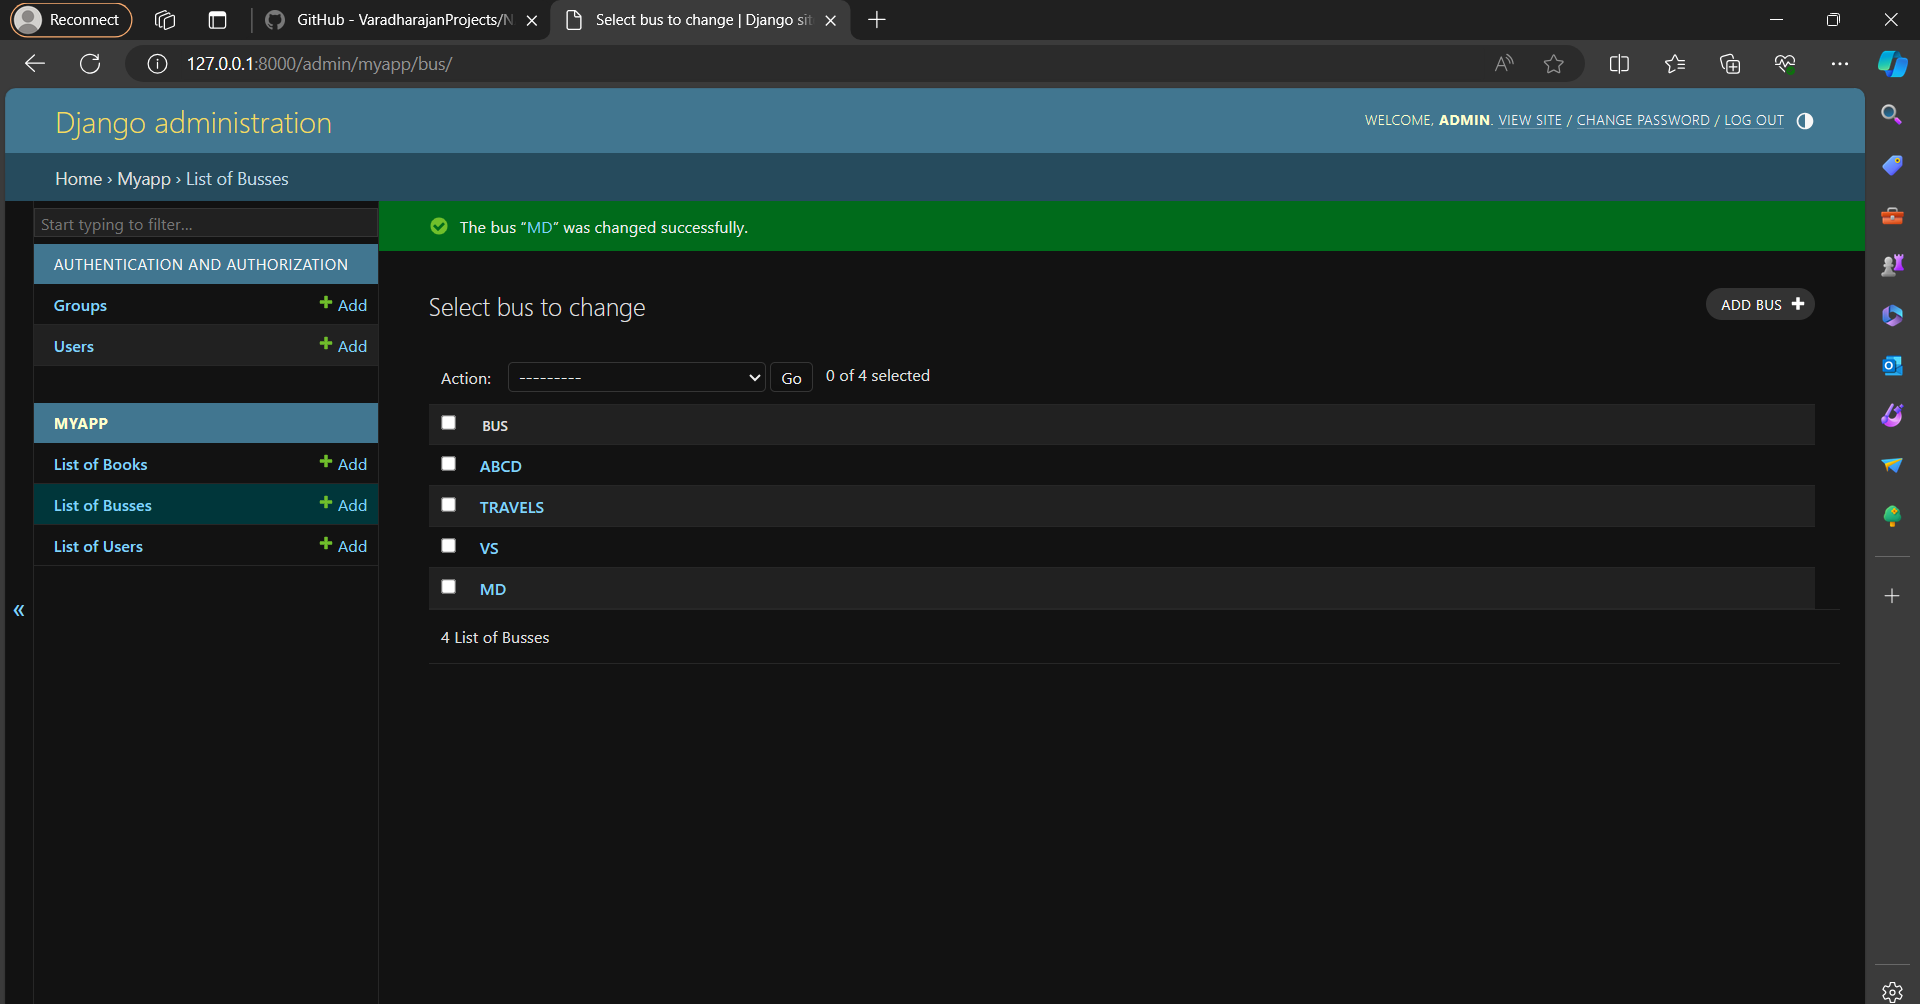 Reconnect
GitHub - VaradharajanProjects/N
Select bus to change | Django sit
127.0.0.1:8000/admin/myapp/bus/
Django administration
WELCOME, ADMIN. VIEW SITE / CHANGE PASSWORD / LOG OUT
Home › Myapp › List of Busses
Start typing to filter...
The bus “MD” was changed successfully.
AUTHENTICATION AND AUTHORIZATION
Groups
Add
Users
Add
MYAPP
List of Books
Add
List of Busses
Add
List of Users
Add
«
Select bus to change
ADD BUS
Action:
---------
Go
0 of 4 selected
BUS
ABCD
TRAVELS
VS
MD
4 List of Busses